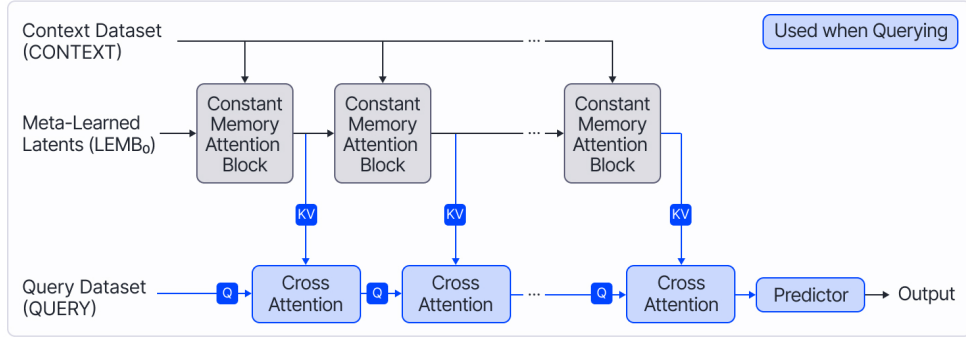 Context Dataset
(CONTEXT)
...
Used when Querying
Constant
Memory
Attention
Block
Constant
Memory
Attention
Block
Constant
Memory
Attention
Block
Meta-Learned
Latents (LEMB₀)
...
KV
KV
KV
Query Dataset
(QUERY)
Q
Cross
Attention
Q
Cross
Attention
...
Q
Cross
Attention
Predictor
Output